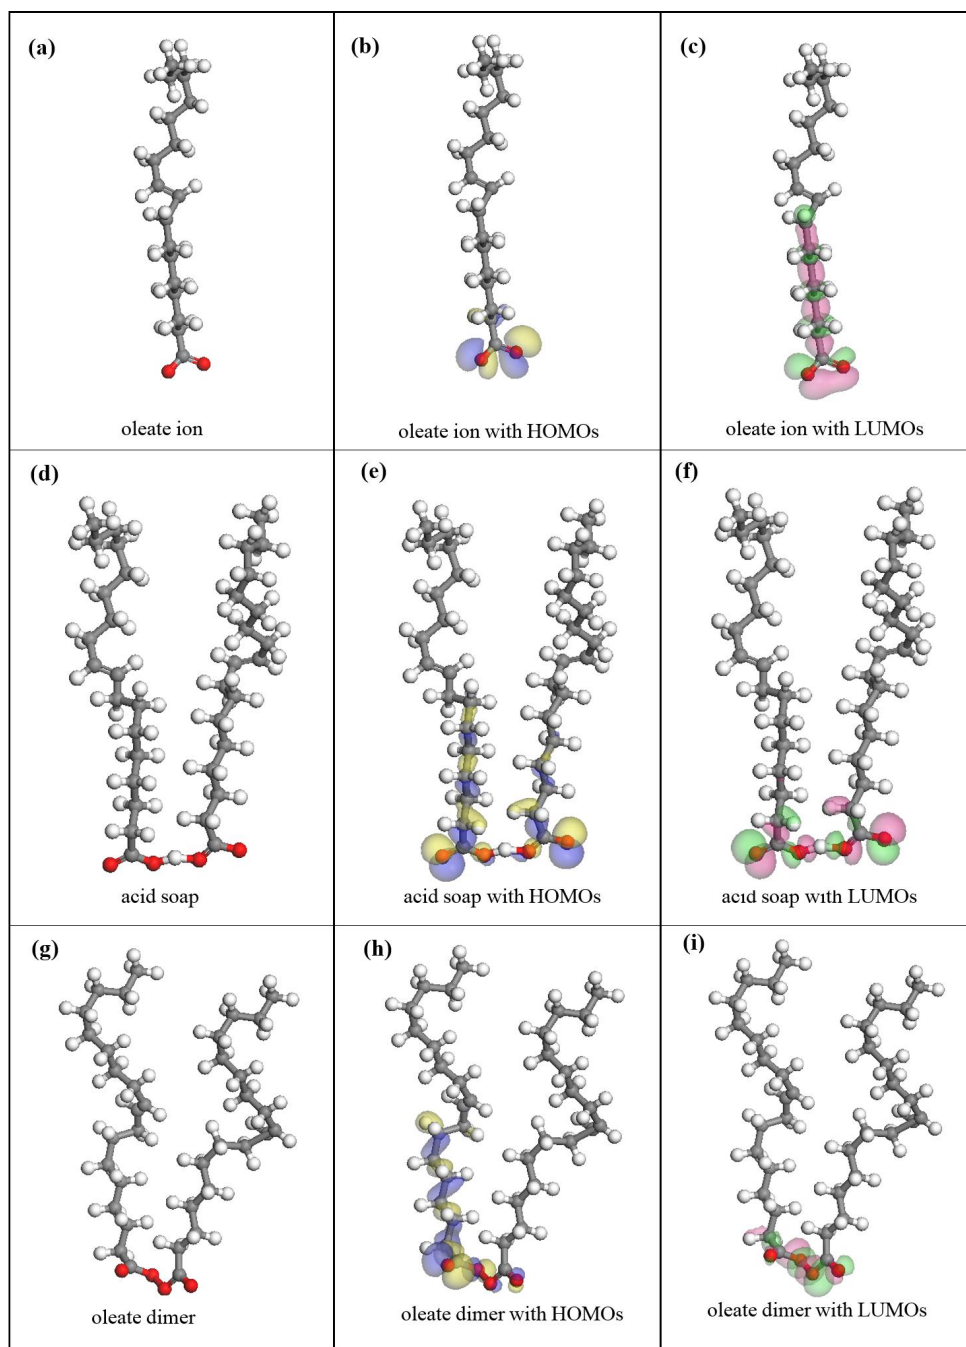 (a)
oleate ion
(b)
oleate ion with HOMOs
(c)
oleate ion with LUMOs
(d)
acid soap
(e)
acid soap with HOMOs
(f)
acid soap with LUMOs
(g)
oleate dimer
(h)
oleate dimer with HOMOs
(i)
oleate dimer with LUMOs